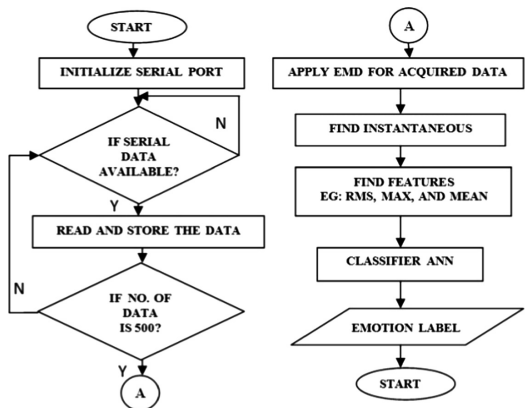 START
INITIALIZE SERIAL PORT
N
IF SERIAL
DATA
AVAILABLE?
Y
READ AND STORE THE DATA
N
IF NO. OF
DATA
IS 500?
Y
A
A
APPLY EMD FOR ACQUIRED DATA
FIND INSTANTANEOUS
FIND FEATURES
EG: RMS, MAX, AND MEAN
CLASSIFIER ANN
EMOTION LABEL
START